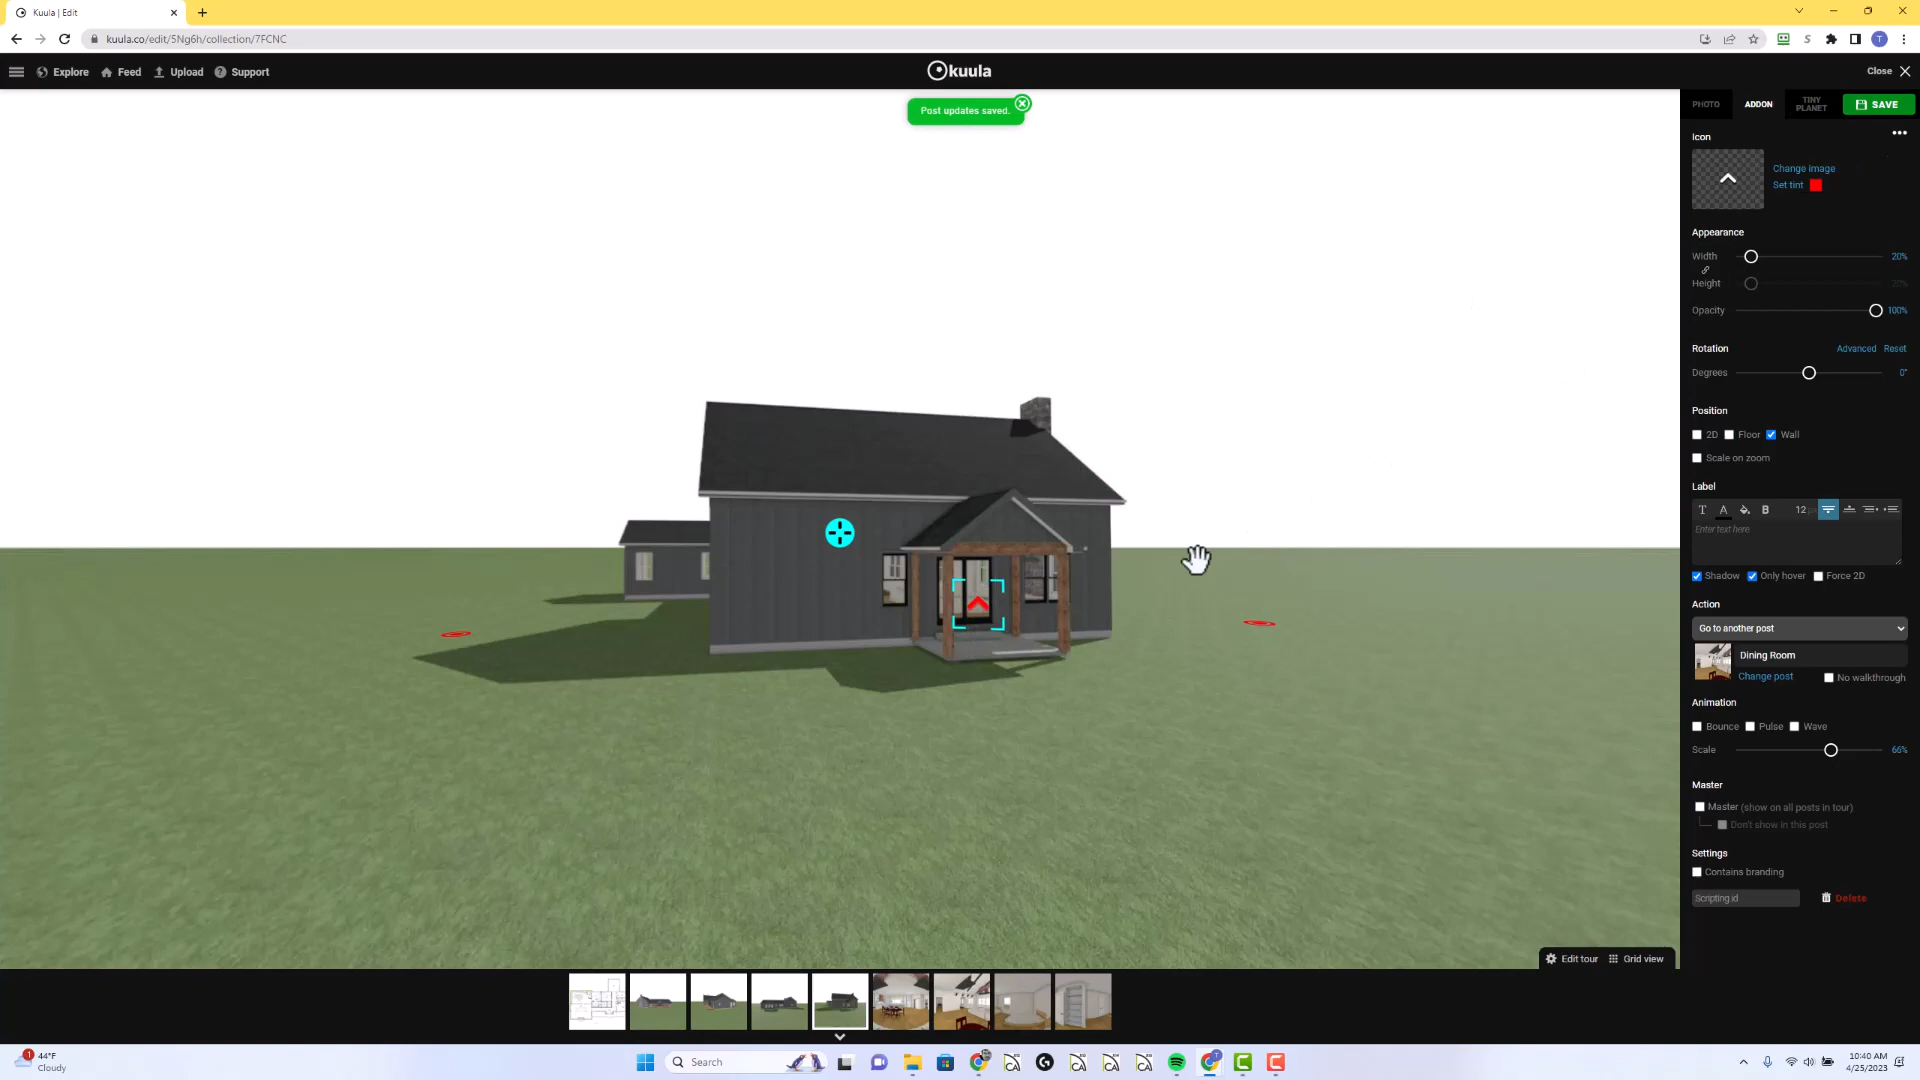 Kuula | Edit
kuula.co/edit/5Ng6h/collection/7FCNC
Explore
Feed
Upload
Support
kuula
Close
Post updates saved.
PHOTO
ADDON
TINY
PLANET
SAVE
Icon
Change image
Set tint
Appearance
Width
20%
Height
20%
Opacity
100%
Rotation
Advanced
Reset
Degrees
0°
Position
2D
Floor
Wall
Scale on zoom
Label
T
A
B
12
Enter text here
Shadow
Only hover
Force 2D
Action
Go to another post
Dining Room
Change post
No walkthrough
Animation
Bounce
Pulse
Wave
Scale
66%
Master
Master (show on all posts in tour)
Don't show in this post
Settings
Contains branding
Scripting id
Delete
Edit tour
Grid view
1
44°F
Cloudy
Search
10:40 AM
4/25/2023